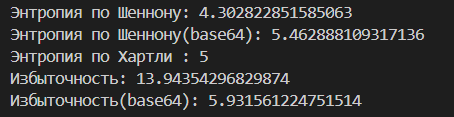 Энтропия по Шеннону: 4.302822851585063
Энтропия по Шеннону(base64): 5.462888109317136
Энтропия по Хартли : 5
Избыточность: 13.94354296829874
Избыточность(base64): 5.931561224751514